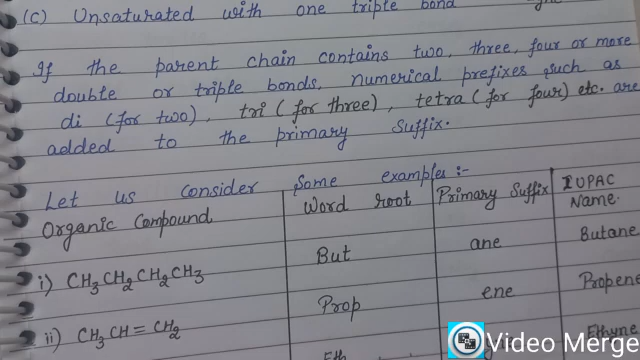 (C) Unsaturated with one triple bond
If the parent chain contains two, three, four or more
double or triple bonds, numerical prefixes such as
di (for two), tri (for three), tetra (for four) etc. are
added to the primary suffix.
Let us consider some examples :-
Organic Compound Word root Primary Suffix IUPAC Name.
i) CH3CH2CH2CH3 But ane Butane
ii) CH3CH=CH2 Prop ene Propene
Eth Ethyne
Video Merge